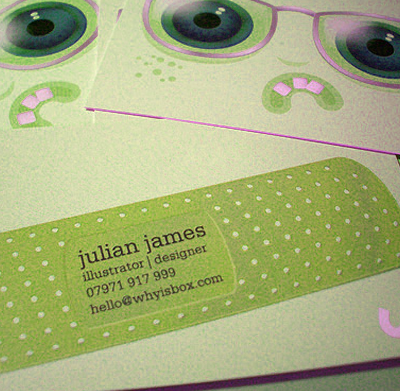 julian james
illustrator | designer
07971 917 999
hello@whyisbox.com